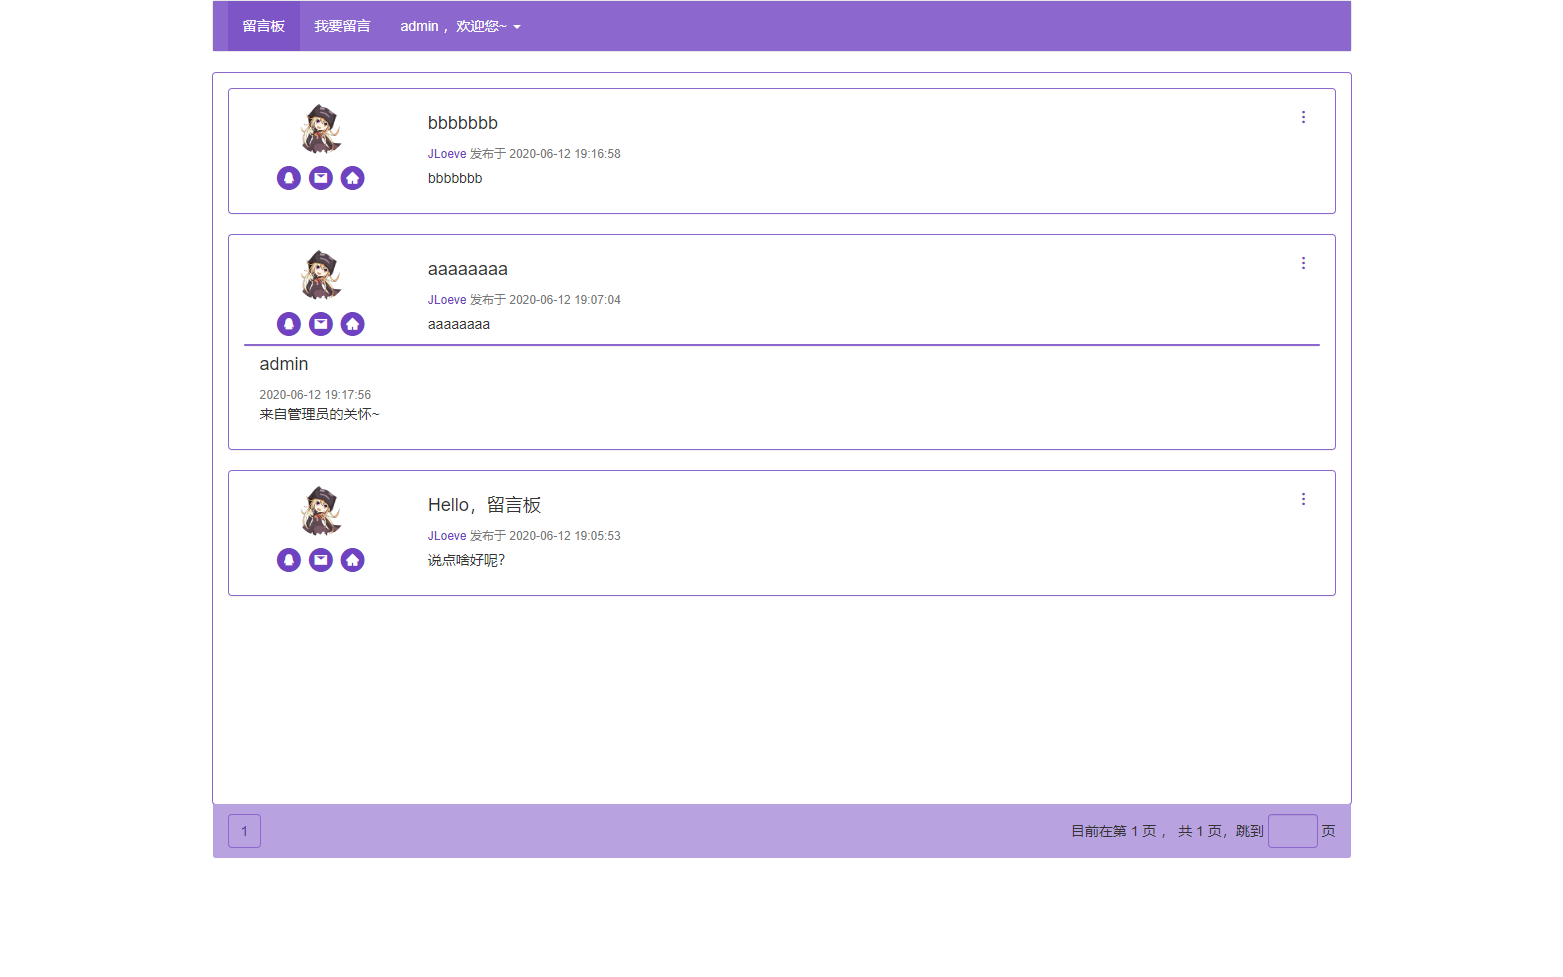 留言板 我要留言 admin ，欢迎您~
bbbbbbb
JLoeve 发布于 2020-06-12 19:16:58
bbbbbbb
aaaaaaaa
JLoeve 发布于 2020-06-12 19:07:04
aaaaaaaa
admin
2020-06-12 19:17:56
来自管理员的关怀~
Hello，留言板
JLoeve 发布于 2020-06-12 19:05:53
说点啥好呢？
1 目前在第 1 页 ， 共 1 页，跳到 页